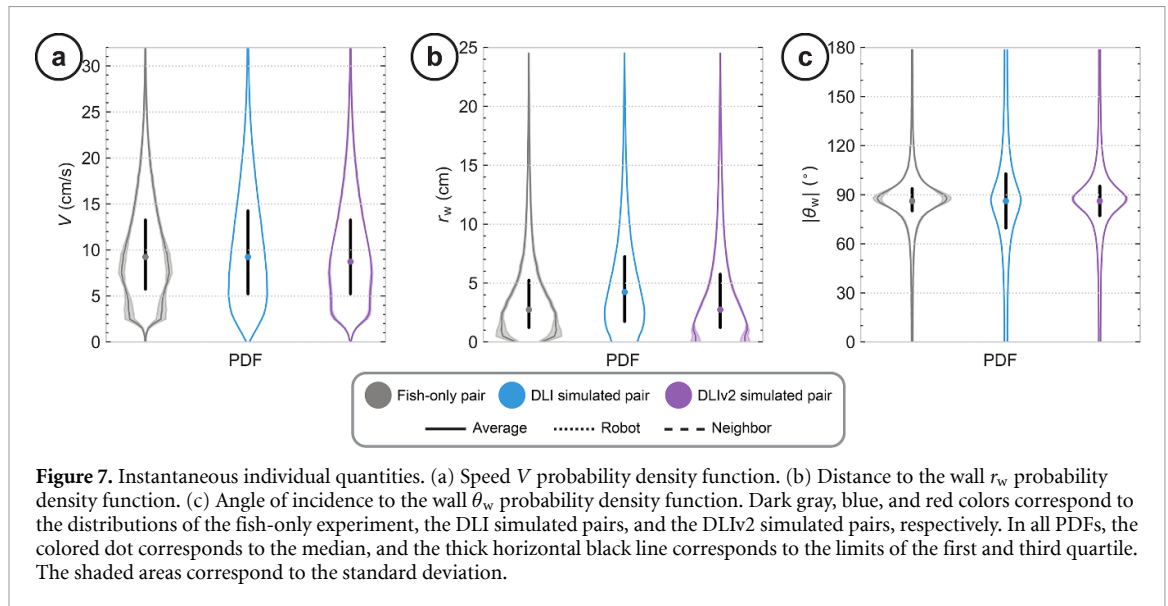 a
b
c
30
25
20
15
10
5
0
V (cm/s)
PDF
25
20
15
10
5
0
r_w (cm)
PDF
180
150
120
90
60
30
0
|θ_w| (°)
PDF
Fish-only pair DLI simulated pair DLIv2 simulated pair
Average Robot Neighbor
Figure 7. Instantaneous individual quantities. (a) Speed V probability density function. (b) Distance to the wall r_w probability
density function. (c) Angle of incidence to the wall θ_w probability density function. Dark gray, blue, and red colors correspond to
the distributions of the fish-only experiment, the DLI simulated pairs, and the DLIv2 simulated pairs, respectively. In all PDFs, the
colored dot corresponds to the median, and the thick horizontal black line corresponds to the limits of the first and third quartile.
The shaded areas correspond to the standard deviation.